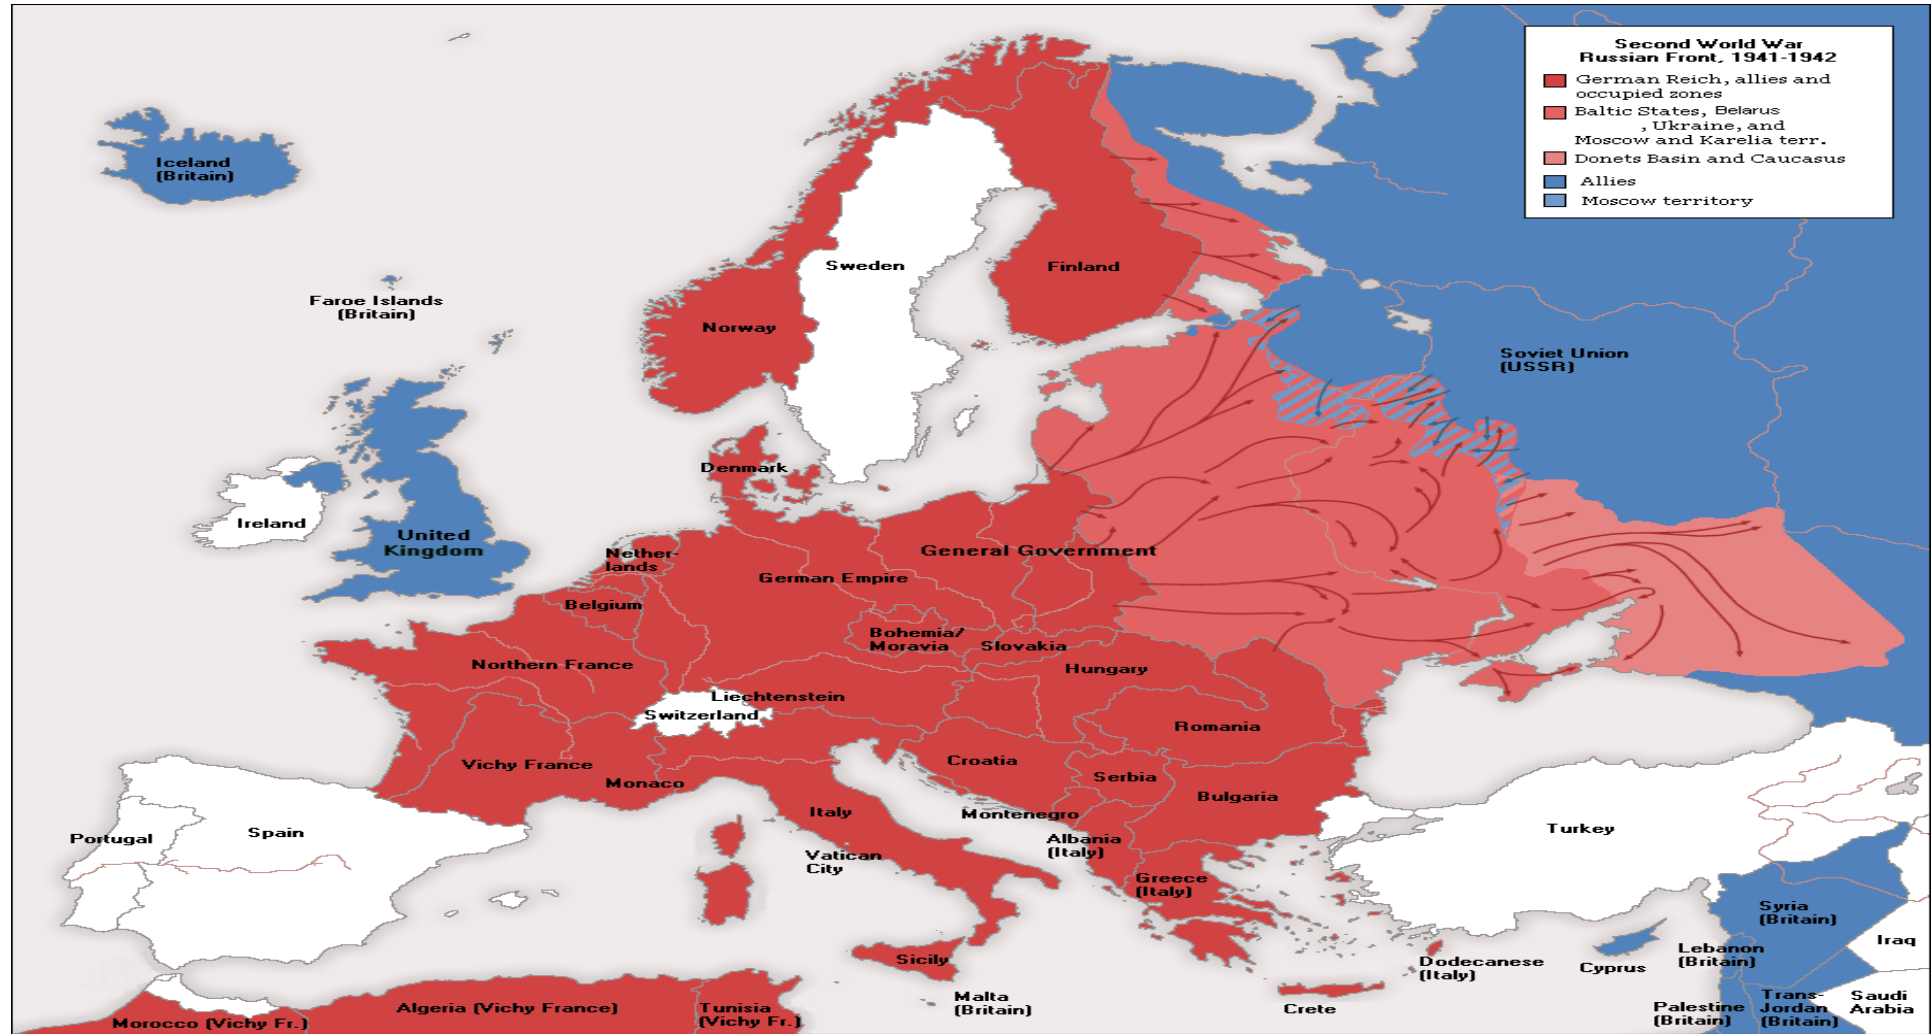 Second World War
Russian Front, 1941-1942
German Reich, allies and
occupied zones
Baltic States, Belarus
, Ukraine, and
Moscow and Karelia terr.
Donets Basin and Caucasus
Allies
Moscow territory
Iceland
(Britain)
Faroe Islands
(Britain)
Sweden
Finland
Norway
Soviet Union
(USSR)
Denmark
Ireland
United
Kingdom
Nether-
lands
General Government
German Empire
Belgium
Bohemia/
Moravia
Slovakia
Northern France
Hungary
Liechtenstein
Switzerland
Romania
Vichy France
Croatia
Monaco
Serbia
Bulgaria
Italy
Montenegro
Portugal
Spain
Turkey
Albania
(Italy)
Vatican
City
Greece
(Italy)
Syria
(Britain)
Iraq
Sicily
Dodecanese
(Italy)
Cyprus
Lebanon
(Britain)
Algeria (Vichy France)
Tunisia
(Vichy Fr.)
Malta
(Britain)
Crete
Palestine
(Britain)
Trans-
Jordan
(Britain)
Saudi
Arabia
Morocco (Vichy Fr.)